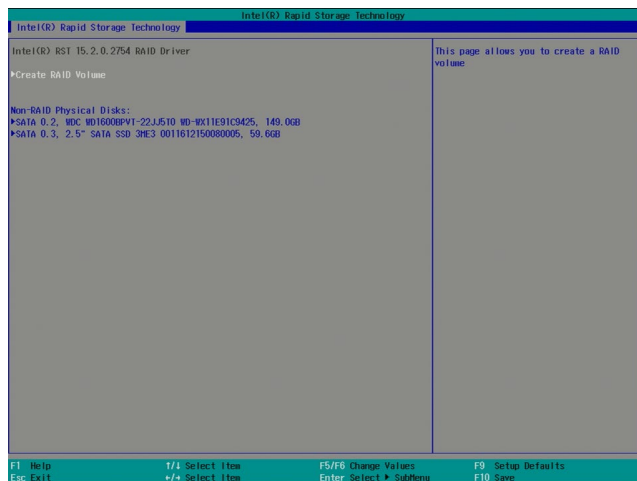 Intel(R) Rapid Storage Technology
Intel(R) Rapid Storage Technology
Intel(R) RST 15.2.0.2754 RAID Driver
▶Create RAID Volume
Non-RAID Physical Disks:
▶SATA 0.2, WDC WD1600BPVT-22JJ5T0 WD-WX11E91C9425, 149.0GB
▶SATA 0.3, 2.5" SATA SSD 3ME3 0011612150080005, 59.6GB
This page allows you to create a RAID
volume
F1 Help ↑/↓ Select Item F5/F6 Change Values F9 Setup Defaults
Esc Exit ←/→ Select Item Enter Select ▶ SubMenu F10 Save